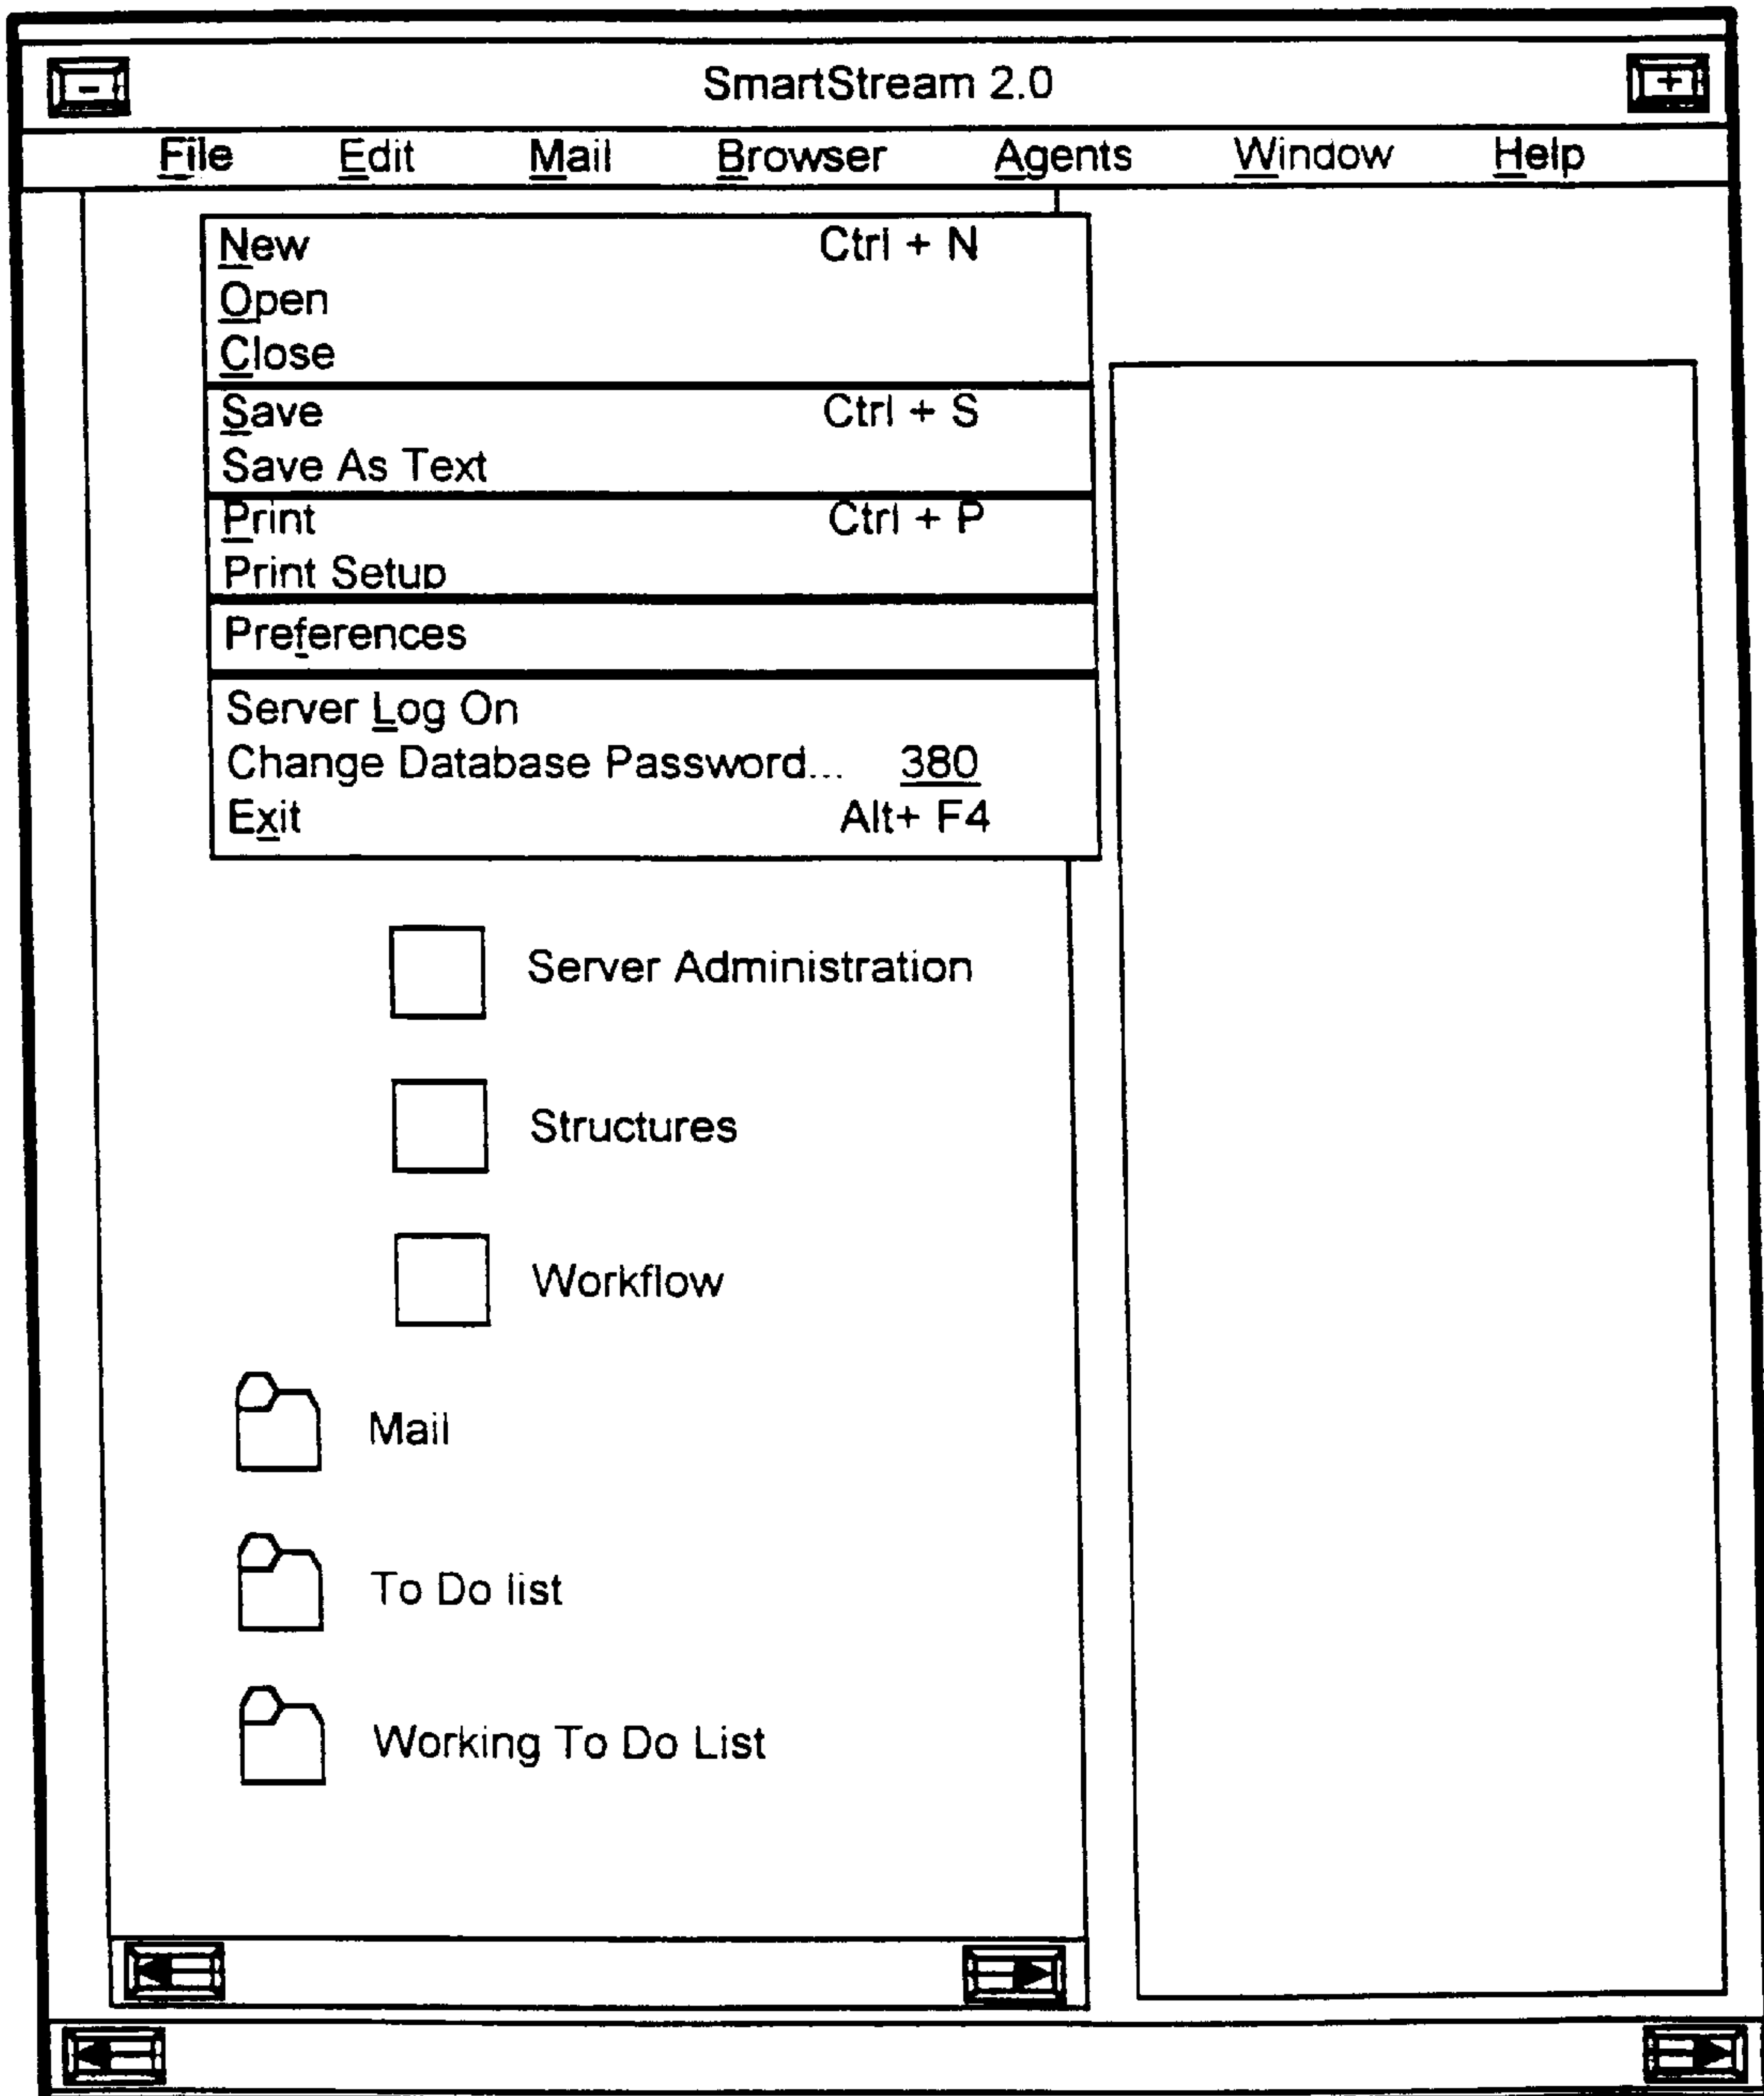 SmartStream 2.0
File Edit Mail Browser Agents Window Help
New Ctrl + N
Open
Close
Save Ctrl + S
Save As Text
Print Ctrl + P
Print Setup
Preferences
Server Log On
Change Database Password... 380
Exit Alt+ F4
Server Administration
Structures
Workflow
Mail
To Do list
Working To Do List